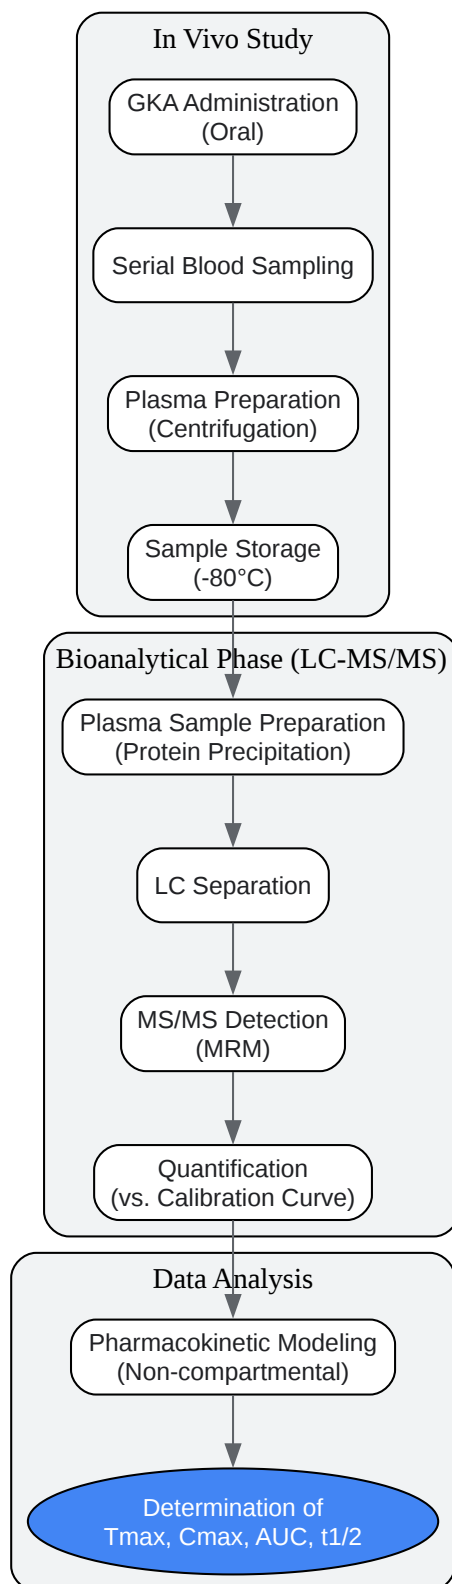 In Vivo Study
GKA Administration
(Oral)
Serial Blood Sampling
Plasma Preparation
(Centrifugation)
Sample Storage
(-80°C)
Bioanalytical Phase (LC-MS/MS)
Plasma Sample Preparation
(Protein Precipitation)
LC Separation
MS/MS Detection
(MRM)
Quantification
(vs. Calibration Curve)
Data Analysis
Pharmacokinetic Modeling
(Non-compartmental)
Determination of
Tmax, Cmax, AUC, t1/2